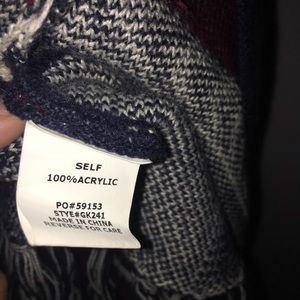 SELF
100%ACRYLIC
PO#59153
STYE#GK241
MADE IN CHINA
REVERSE FOR CARE